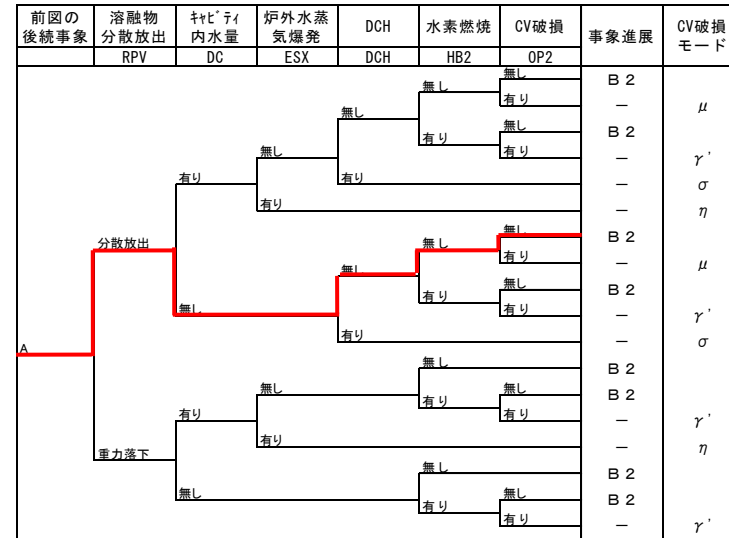 前図の後続事象
溶融物分散放出
ｷｬﾋﾞﾃｨ内水量
炉外水蒸気爆発
DCH
水素燃焼
CV破損
事象進展
CV破損モード
RPV
DC
ESX
DCH
HB2
OP2
無し
Ｂ２
無し
有り
－
μ
無し
無し
Ｂ２
有り
無し
有り
－
γ'
有り
有り
－
σ
有り
－
η
分散放出
無し
無し
Ｂ２
無し
有り
－
μ
無し
Ｂ２
無し
有り
有り
－
γ'
有り
－
σ
A
無し
Ｂ２
無し
無し
Ｂ２
有り
有り
有り
－
γ'
重力落下
有り
－
η
無し
Ｂ２
無し
無し
Ｂ２
有り
有り
－
γ'